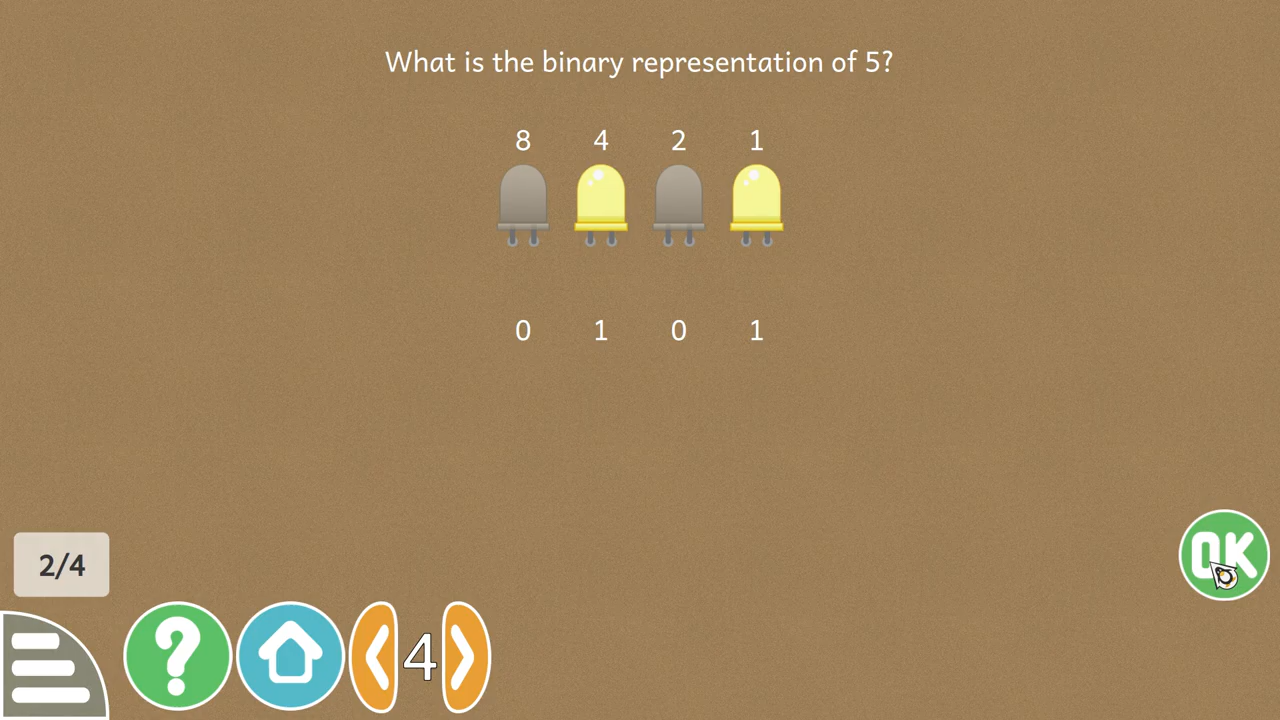 What is the binary representation of 5?
8 4 2 1
0 1 0 1
OK
2/4
?
4